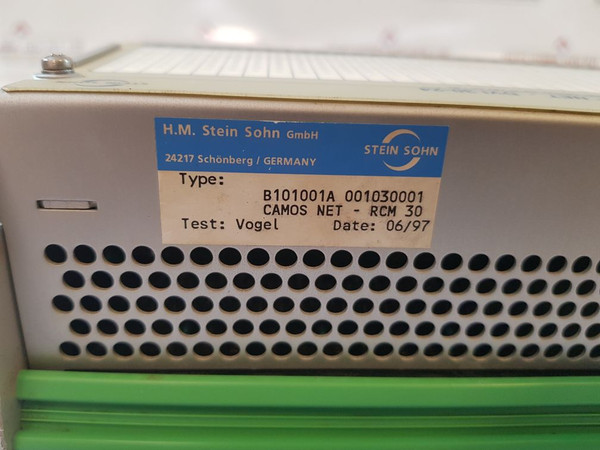 H.M. Stein Sohn GmbH
24217 Schönberg / GERMANY
STEIN SOHN
Type:
B101001A 001030001
CAMOS NET - RCM 30
Test: Vogel Date: 06/97